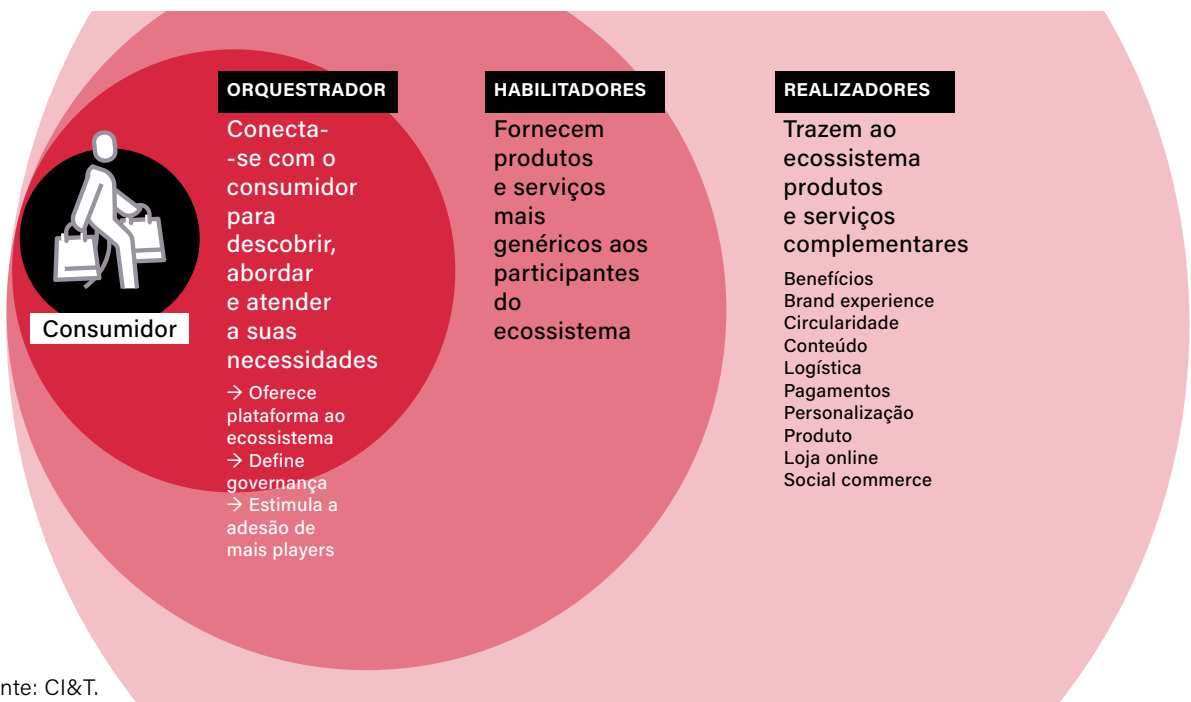 Consumidor
ORQUESTRADOR
Conecta-
-se com o
consumidor
para
descobrir,
abordar
e atender
a suas
necessidades
→ Oferece
plataforma ao
ecossistema
→ Define
governança
→ Estimula a
adesão de
mais players
HABILITADORES
Fornecem
produtos
e serviços
mais
genéricos aos
participantes
do
ecossistema
REALIZADORES
Trazem ao
ecossistema
produtos
e serviços
complementares
Benefícios
Brand experience
Circularidade
Conteúdo
Logística
Pagamentos
Personalização
Produto
Loja online
Social commerce
nte: CI&T.